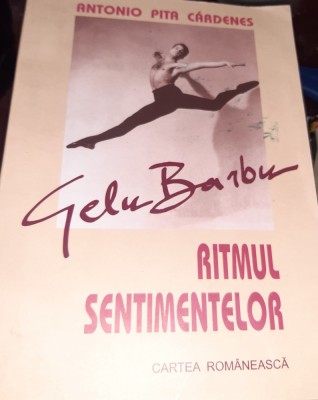 ANTONIO PITA CÁRDENES
Gelu Barbu
RITMUL
SENTIMENTELOR
CARTEA ROMÂNEASCĂ